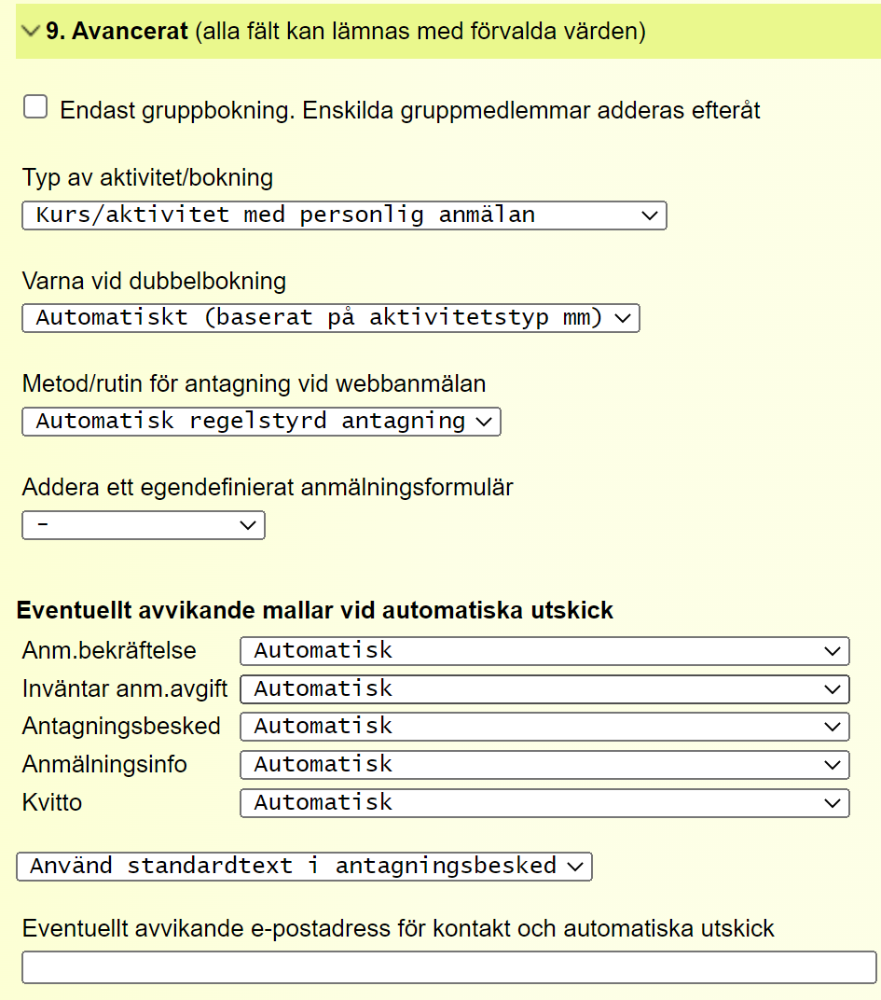 9. Avancerat (alla fält kan lämnas med förvalda värden)
Endast gruppbokning. Enskilda gruppmedlemmar adderas efteråt
Typ av aktivitet/bokning
Kurs/aktivitet med personlig anmälan
Varna vid dubbelbokning
Automatiskt (baserat på aktivitetstyp mm)
Metod/rutin för antagning vid webbanmälan
Automatisk regelstyrd antagning
Addera ett egendefinierat anmälningsformulär
-
Eventuellt avvikande mallar vid automatiska utskick
Anm.bekräftelse Automatisk
Inväntar anm.avgift Automatisk
Antagningsbesked Automatisk
Anmälningsinfo Automatisk
Kvitto Automatisk
Använd standardtext i antagningsbesked
Eventuellt avvikande e-postadress för kontakt och automatiska utskick